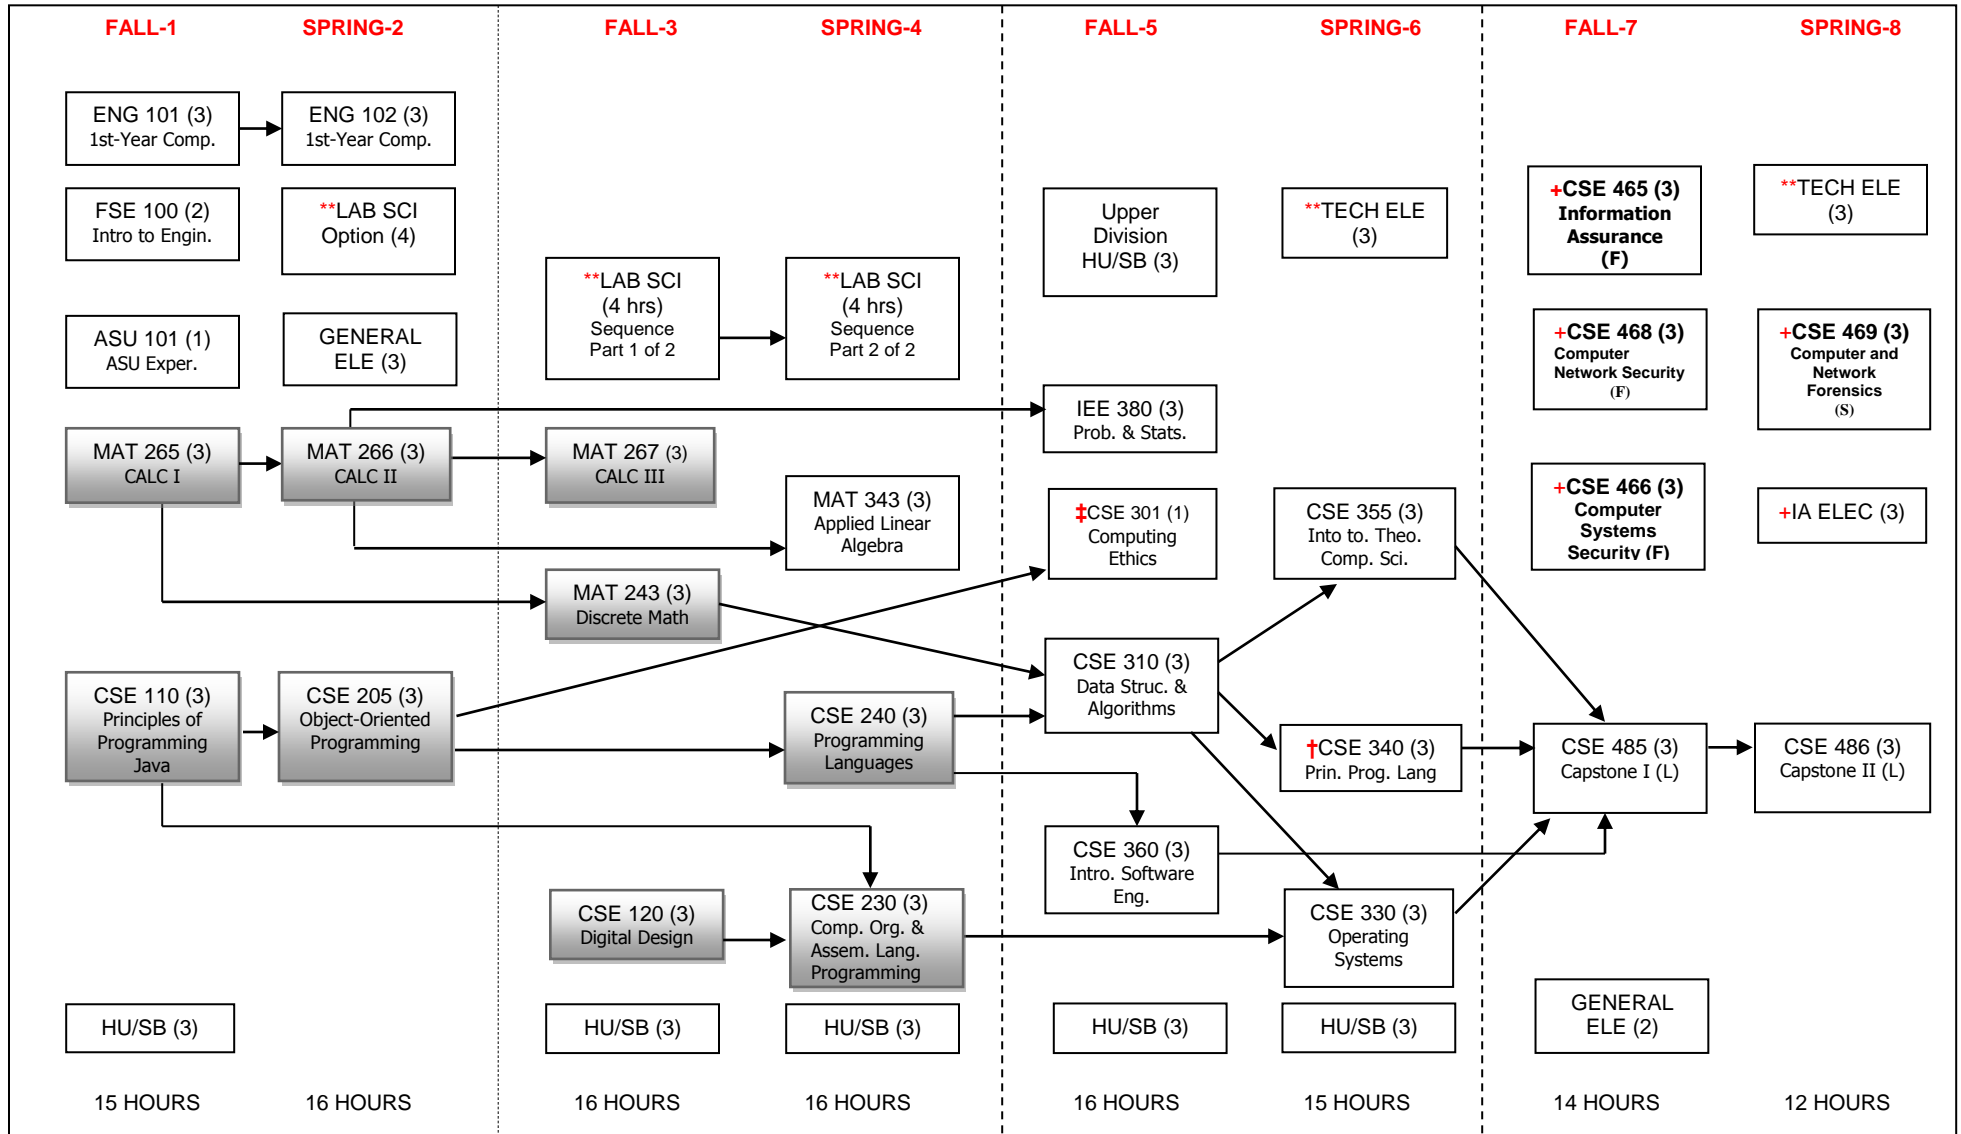 FALL-1
SPRING-2
FALL-3
SPRING-4
FALL-5
SPRING-6
FALL-7
SPRING-8
ENG 101 (3)
1st-Year Comp.
FSE 100 (2)
Intro to Engin.
ASU 101 (1)
ASU Exper.
MAT 265 (3)
CALC I
CSE 110 (3)
Principles of
Programming
Java
HU/SB (3)
15 HOURS
ENG 102 (3)
1st-Year Comp.
**LAB SCI
Option (4)
GENERAL
ELE (3)
MAT 266 (3)
CALC II
CSE 205 (3)
Object-Oriented
Programming
16 HOURS
**LAB SCI
(4 hrs)
Sequence
Part 1 of 2
MAT 267 (3)
CALC III
MAT 243 (3)
Discrete Math
CSE 120 (3)
Digital Design
HU/SB (3)
16 HOURS
**LAB SCI
(4 hrs)
Sequence
Part 2 of 2
MAT 343 (3)
Applied Linear
Algebra
CSE 240 (3)
Programming
Languages
CSE 230 (3)
Comp. Org. &
Assem. Lang.
Programming
HU/SB (3)
16 HOURS
Upper
Division
HU/SB (3)
IEE 380 (3)
Prob. & Stats.
‡CSE 301 (1)
Computing
Ethics
CSE 310 (3)
Data Struc. &
Algorithms
CSE 360 (3)
Intro. Software
Eng.
HU/SB (3)
16 HOURS
**TECH ELE
(3)
CSE 355 (3)
Into to. Theo.
Comp. Sci.
†CSE 340 (3)
Prin. Prog. Lang
CSE 330 (3)
Operating
Systems
HU/SB (3)
15 HOURS
+CSE 465 (3)
Information
Assurance
(F)
+CSE 468 (3)
Computer
Network Security
(F)
+CSE 466 (3)
Computer
Systems
Security (F)
CSE 485 (3)
Capstone I (L)
GENERAL
ELE (2)
14 HOURS
**TECH ELE
(3)
+CSE 469 (3)
Computer and
Network
Forensics
(S)
+IA ELEC (3)
CSE 486 (3)
Capstone II (L)
12 HOURS